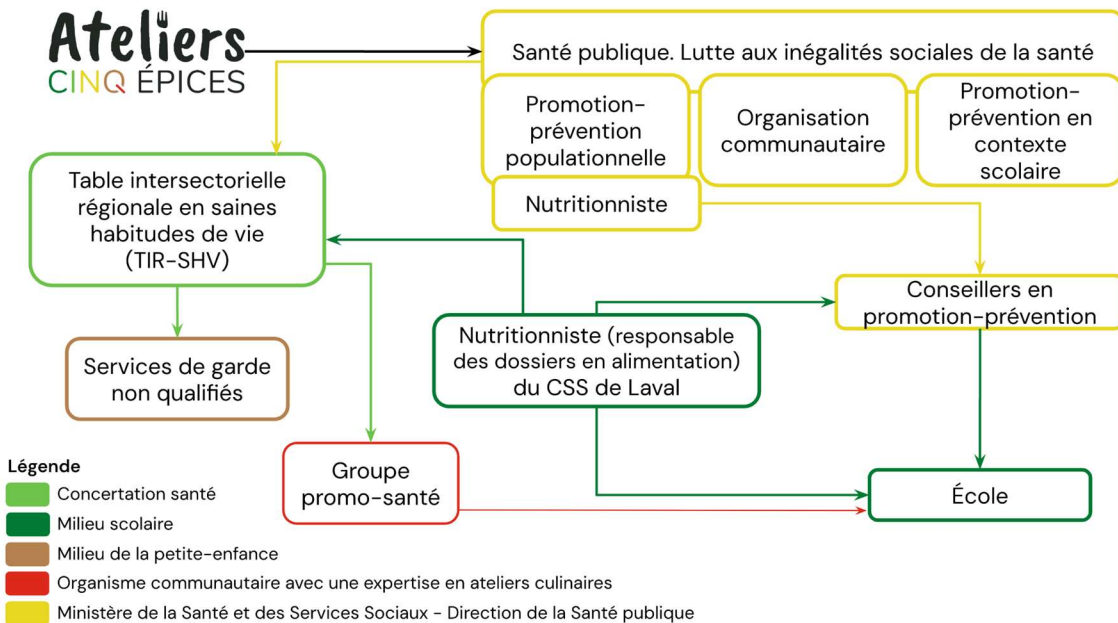 Ateliers
CINQ ÉPICES
Santé publique. Lutte aux inégalités sociales de la santé
Promotion-
prévention
populationnelle
Organisation
communautaire
Promotion-
prévention en
contexte
scolaire
Nutritionniste
Table intersectorielle
régionale en saines
habitudes de vie
(TIR-SHV)
Conseillers en
promotion-prévention
Nutritionniste (responsable
des dossiers en alimentation)
du CSS de Laval
Services de garde
non qualifiés
Groupe
promo-santé
École
Légende
Concertation santé
Milieu scolaire
Milieu de la petite-enfance
Organisme communautaire avec une expertise en ateliers culinaires
Ministère de la Santé et des Services Sociaux - Direction de la Santé publique